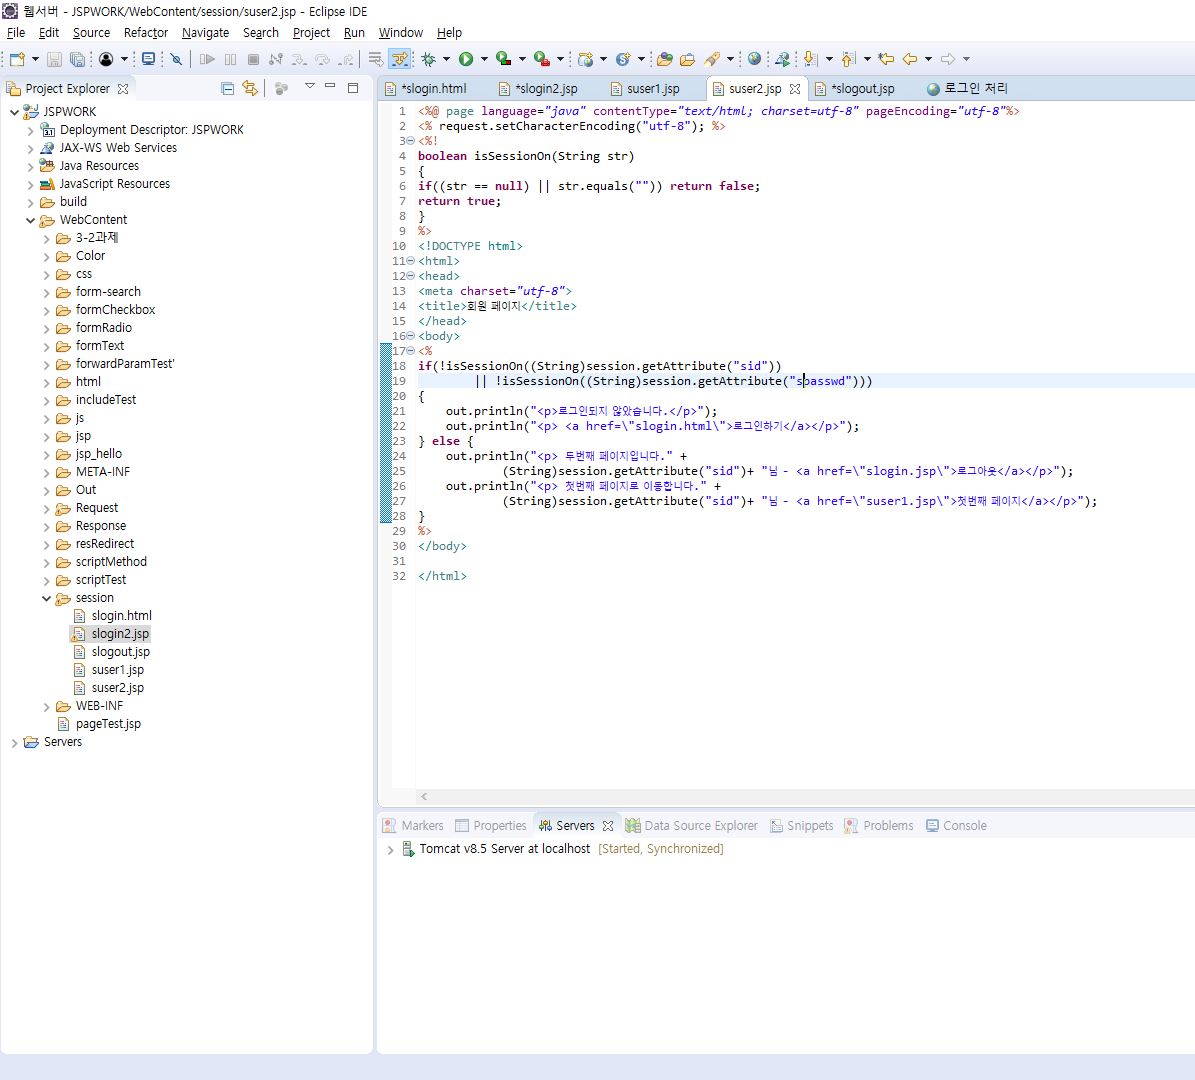 웹서버 - JSPWORK/WebContent/session/suser2.jsp - Eclipse IDE
File Edit Source Refactor Navigate Search Project Run Window Help
Project Explorer
JSPWORK
Deployment Descriptor: JSPWORK
JAX-WS Web Services
Java Resources
JavaScript Resources
build
WebContent
3-2과제
Color
css
form-search
formCheckbox
formRadio
formText
forwardParamTest'
html
includeTest
js
jsp
jsp_hello
META-INF
Out
Request
Response
resRedirect
scriptMethod
scriptTest
session
slogin.html
slogin2.jsp
slogout.jsp
suser1.jsp
suser2.jsp
WEB-INF
pageTest.jsp
Servers
*slogin.html *slogin2.jsp suser1.jsp suser2.jsp *slogout.jsp 로그인 처리
1 <%@ page language="java" contentType="text/html; charset=utf-8" pageEncoding="utf-8"%>
2 <% request.setCharacterEncoding("utf-8"); %>
3 <%!
4 boolean isSessionOn(String str)
5 {
6 if((str == null) || str.equals("")) return false;
7 return true;
8 }
9 %>
10 <!DOCTYPE html>
11 <html>
12 <head>
13 <meta charset="utf-8">
14 <title>회원 페이지</title>
15 </head>
16 <body>
17 <%
18 if(!isSessionOn((String)session.getAttribute("sid"))
19 || !isSessionOn((String)session.getAttribute("spasswd")))
20 {
21 out.println("<p>로그인되지 않았습니다.</p>");
22 out.println("<p> <a href=\"slogin.html\">로그인하기</a></p>");
23 } else {
24 out.println("<p> 두번째 페이지입니다." +
25 (String)session.getAttribute("sid")+ "님 - <a href=\"slogin.jsp\">로그아웃</a></p>");
26 out.println("<p> 첫번째 페이지로 이동합니다." +
27 (String)session.getAttribute("sid")+ "님 - <a href=\"suser1.jsp\">첫번째 페이지</a></p>");
28 }
29 %>
30 </body>
31
32 </html>
Markers Properties Servers Data Source Explorer Snippets Problems Console
Tomcat v8.5 Server at localhost [Started, Synchronized]